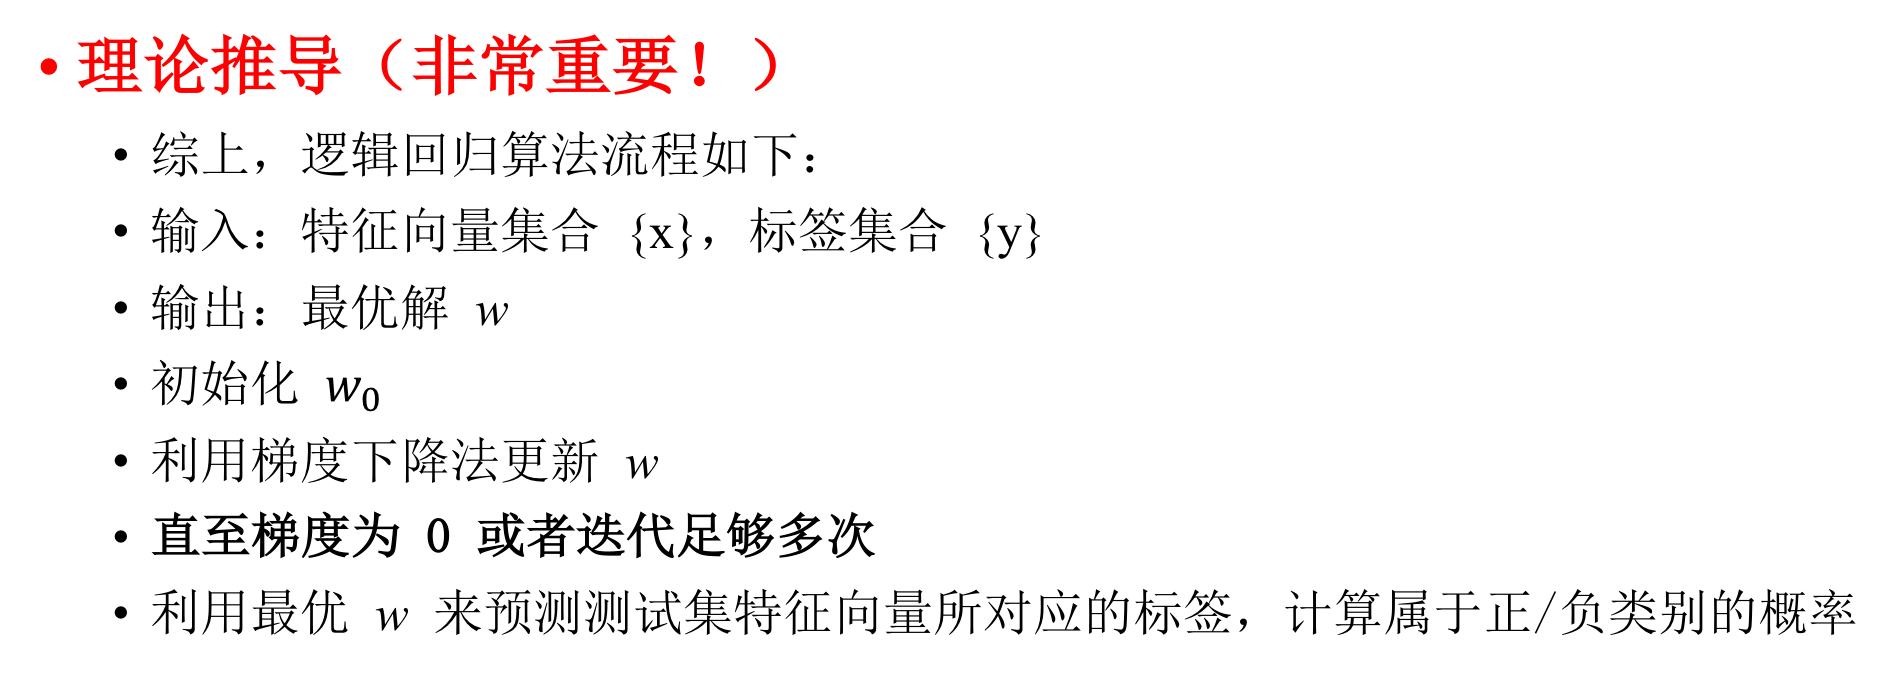 • 理论推导（非常重要！）
• 综上，逻辑回归算法流程如下：
• 输入：特征向量集合 {x}，标签集合 {y}
• 输出：最优解 w
• 初始化 w₀
• 利用梯度下降法更新 w
• 直至梯度为 0 或者迭代足够多次
• 利用最优 w 来预测测试集特征向量所对应的标签，计算属于正/负类别的概率